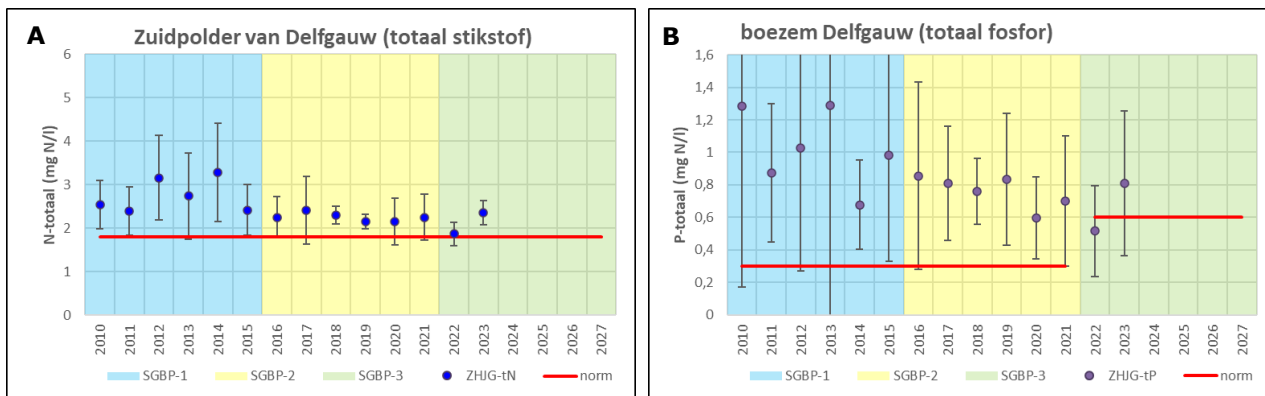 A
Zuidpolder van Delfgauw (totaal stikstof)
N-totaal (mg N/l)
6
5
4
3
2
1
0
2010 2011 2012 2013 2014 2015 2016 2017 2018 2019 2020 2021 2022 2023 2024 2025 2026 2027
SGBP-1 SGBP-2 SGBP-3 ZHJG-tN norm
B
boezem Delfgauw (totaal fosfor)
P-totaal (mg N/l)
1,6
1,4
1,2
1
0,8
0,6
0,4
0,2
0
2010 2011 2012 2013 2014 2015 2016 2017 2018 2019 2020 2021 2022 2023 2024 2025 2026 2027
SGBP-1 SGBP-2 SGBP-3 ZHJG-tP norm